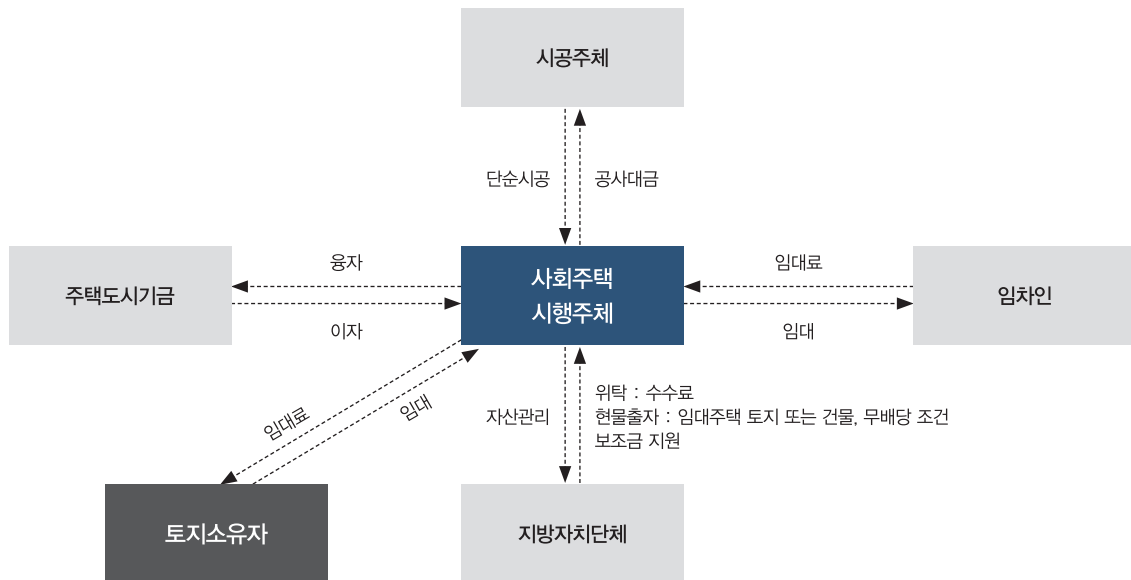 시공주체
단순시공
공사대금
주택도시기금
융자
이자
사회주택
시행주체
임대료
임대
임차인
임대료
임대
자산관리
위탁 : 수수료
현물출자 : 임대주택 토지 또는 건물, 무배당 조건
보조금 지원
토지소유자
지방자치단체